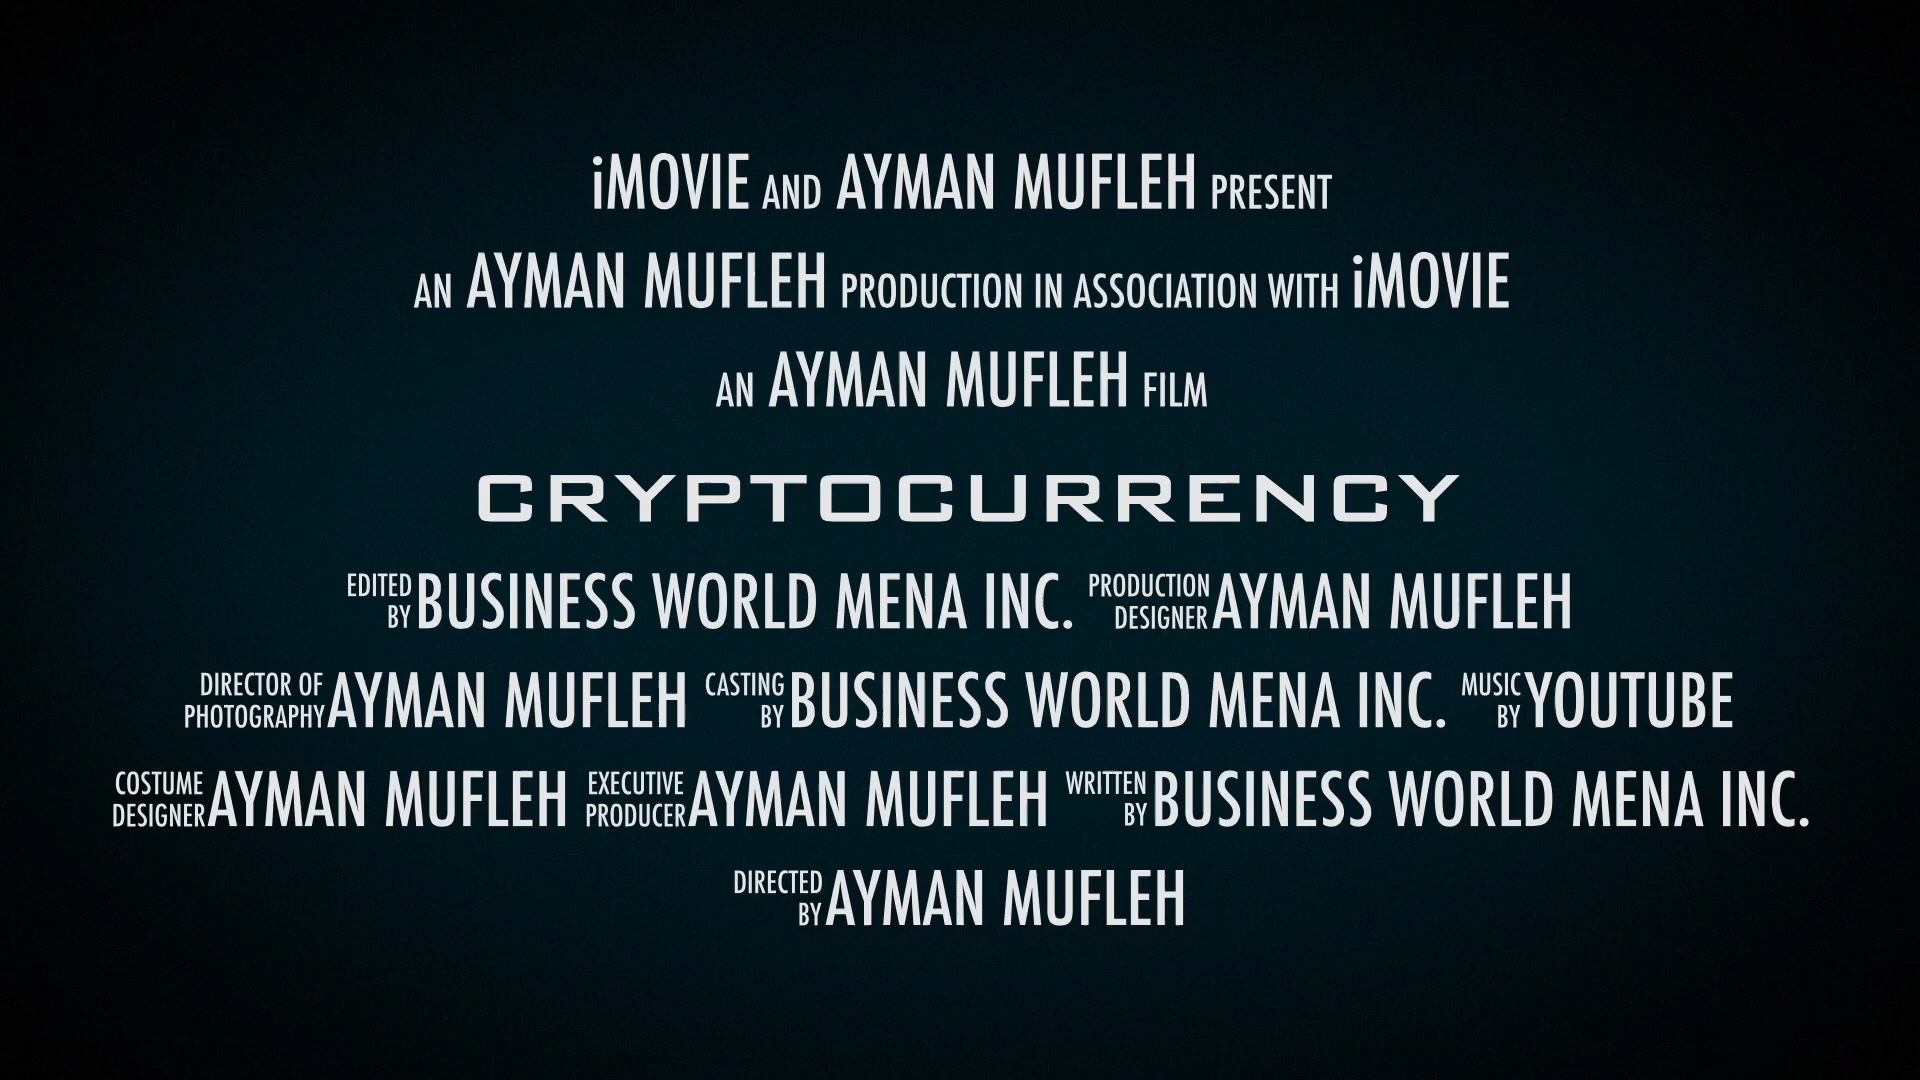 iMOVIE AND AYMAN MUFLEH PRESENT
AN AYMAN MUFLEH PRODUCTION IN ASSOCIATION WITH iMOVIE
AN AYMAN MUFLEH FILM
CRYPTOCURRENCY
EDITED BY BUSINESS WORLD MENA INC. PRODUCTION DESIGNER AYMAN MUFLEH
DIRECTOR OF PHOTOGRAPHY AYMAN MUFLEH CASTING BY BUSINESS WORLD MENA INC. MUSIC BY YOUTUBE
COSTUME DESIGNER AYMAN MUFLEH EXECUTIVE PRODUCER AYMAN MUFLEH WRITTEN BY BUSINESS WORLD MENA INC.
DIRECTED BY AYMAN MUFLEH